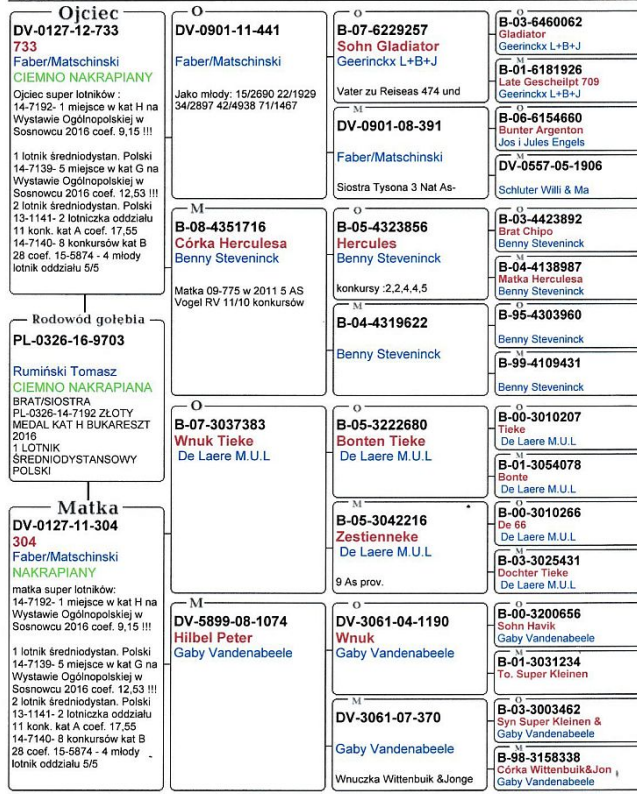 Ojciec
DV-0127-12-733
733
Faber/Matschinski
CIEMNO NAKRAPIANY
Ojciec super lotników :
14-7192- 1 miejsce w kat H na
Wystawie Ogólnopolskiej w
Sosnowcu 2016 coef. 9,15 !!!
1 lotnik średniodystan. Polski
14-7139- 5 miejsce w kat G na
Wystawie Ogólnopolskiej w
Sosnowcu 2016 coef. 12,53 !!!
2 lotnik średniodystan. Polski
13-1141- 2 lotniczka oddziału
11 konk. kat A coef. 17,55
14-7140- 8 konkursów kat B
28 coef. 15-5874 - 4 młody
lotnik oddziału 5/5
Rodowód gołębia
PL-0326-16-9703
Rumiński Tomasz
CIEMNO NAKRAPIANA
BRAT/SIOSTRA
PL-0326-14-7192 ZŁOTY
MEDAL KAT H BUKARESZT
2016
1 LOTNIK
ŚREDNIODYSTANSOWY
POLSKI
Matka
DV-0127-11-304
304
Faber/Matschinski
NAKRAPIANY
matka super lotników:
14-7192- 1 miejsce w kat H na
Wystawie Ogólnopolskiej w
Sosnowcu 2016 coef. 9,15 !!!
1 lotnik średniodystan. Polski
14-7139- 5 miejsce w kat G na
Wystawie Ogólnopolskiej w
Sosnowcu 2016 coef. 12,53 !!!
2 lotnik średniodystan. Polski
13-1141- 2 lotniczka oddziału
11 konk. kat A coef. 17,55
14-7140- 8 konkursów kat B
28 coef. 15-5874 - 4 młody
lotnik oddziału 5/5
O
DV-0901-11-441
Faber/Matschinski
Jako młody: 15/2690 22/1929
34/2897 42/4938 71/1467
M
B-08-4351716
Córka Herculesa
Benny Steveninck
Matka 09-775 w 2011 5 AS
Vogel RV 11/10 konkursów
O
B-07-3037383
Wnuk Tieke
De Laere M.U.L
M
DV-5899-08-1074
Hilbel Peter
Gaby Vandenabeele
O
B-07-6229257
Sohn Gladiator
Geerinckx L+B+J
Vater zu Reiseas 474 und
M
DV-0901-08-391
Faber/Matschinski
Siostra Tysona 3 Nat As-
O
B-05-4323856
Hercules
Benny Steveninck
konkursy :2,2,4,4,5
M
B-04-4319622
Benny Steveninck
O
B-05-3222680
Bonten Tieke
De Laere M.U.L
M
B-05-3042216
Zestienneke
De Laere M.U.L
9 As prov.
O
DV-3061-04-1190
Wnuk
Gaby Vandenabeele
M
DV-3061-07-370
Gaby Vandenabeele
Wnuczka Wittenbuik &Jonge
O
B-03-6460062
Gladiator
Geerinckx L+B+J
M
B-01-6181926
Late Gescheilpt 709
Geerinckx L+B+J
O
B-06-6154660
Bunter Argenton
Jos i Jules Engels
M
DV-0557-05-1906
Schluter Willi & Ma
O
B-03-4423892
Brat Chipo
Benny Steveninck
M
B-04-4138987
Matka Herculesa
Benny Steveninck
O
B-95-4303960
Benny Steveninck
M
B-99-4109431
Benny Steveninck
O
B-00-3010207
Tieke
De Laere M.U.L
M
B-01-3054078
Bonte
De Laere M.U.L
O
B-00-3010266
De 66
De Laere M.U.L
M
B-03-3025431
Dochter Tieke
De Laere M.U.L
O
B-00-3200656
Sohn Havik
Gaby Vandenabeele
M
B-01-3031234
To. Super Kleinen
O
B-03-3003462
Syn Super Kleinen &
Gaby Vandenabeele
M
B-98-3158338
Córka Wittenbuik&Jon
Gaby Vandenabeele